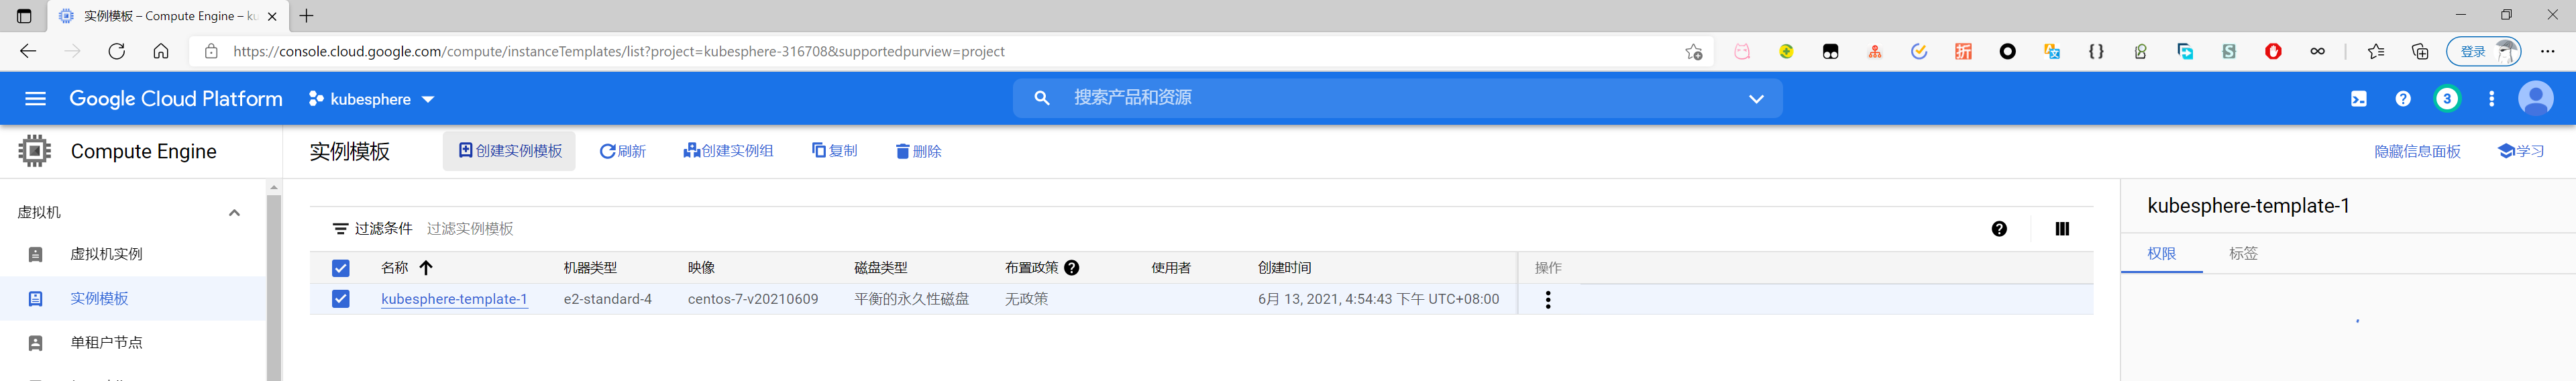 实例模板 – Compute Engine – ku
https://console.cloud.google.com/compute/instanceTemplates/list?project=kubesphere-316708&supportedpurview=project
折
登录
Google Cloud Platform
kubesphere
搜索产品和资源
3
Compute Engine
实例模板
创建实例模板
刷新
创建实例组
复制
删除
隐藏信息面板
学习
虚拟机
虚拟机实例
实例模板
单租户节点
过滤条件 过滤实例模板
名称 机器类型 映像 磁盘类型 布置政策 使用者 创建时间 操作
kubesphere-template-1 e2-standard-4 centos-7-v20210609 平衡的永久性磁盘 无政策 6月 13, 2021, 4:54:43 下午 UTC+08:00
kubesphere-template-1
权限 标签